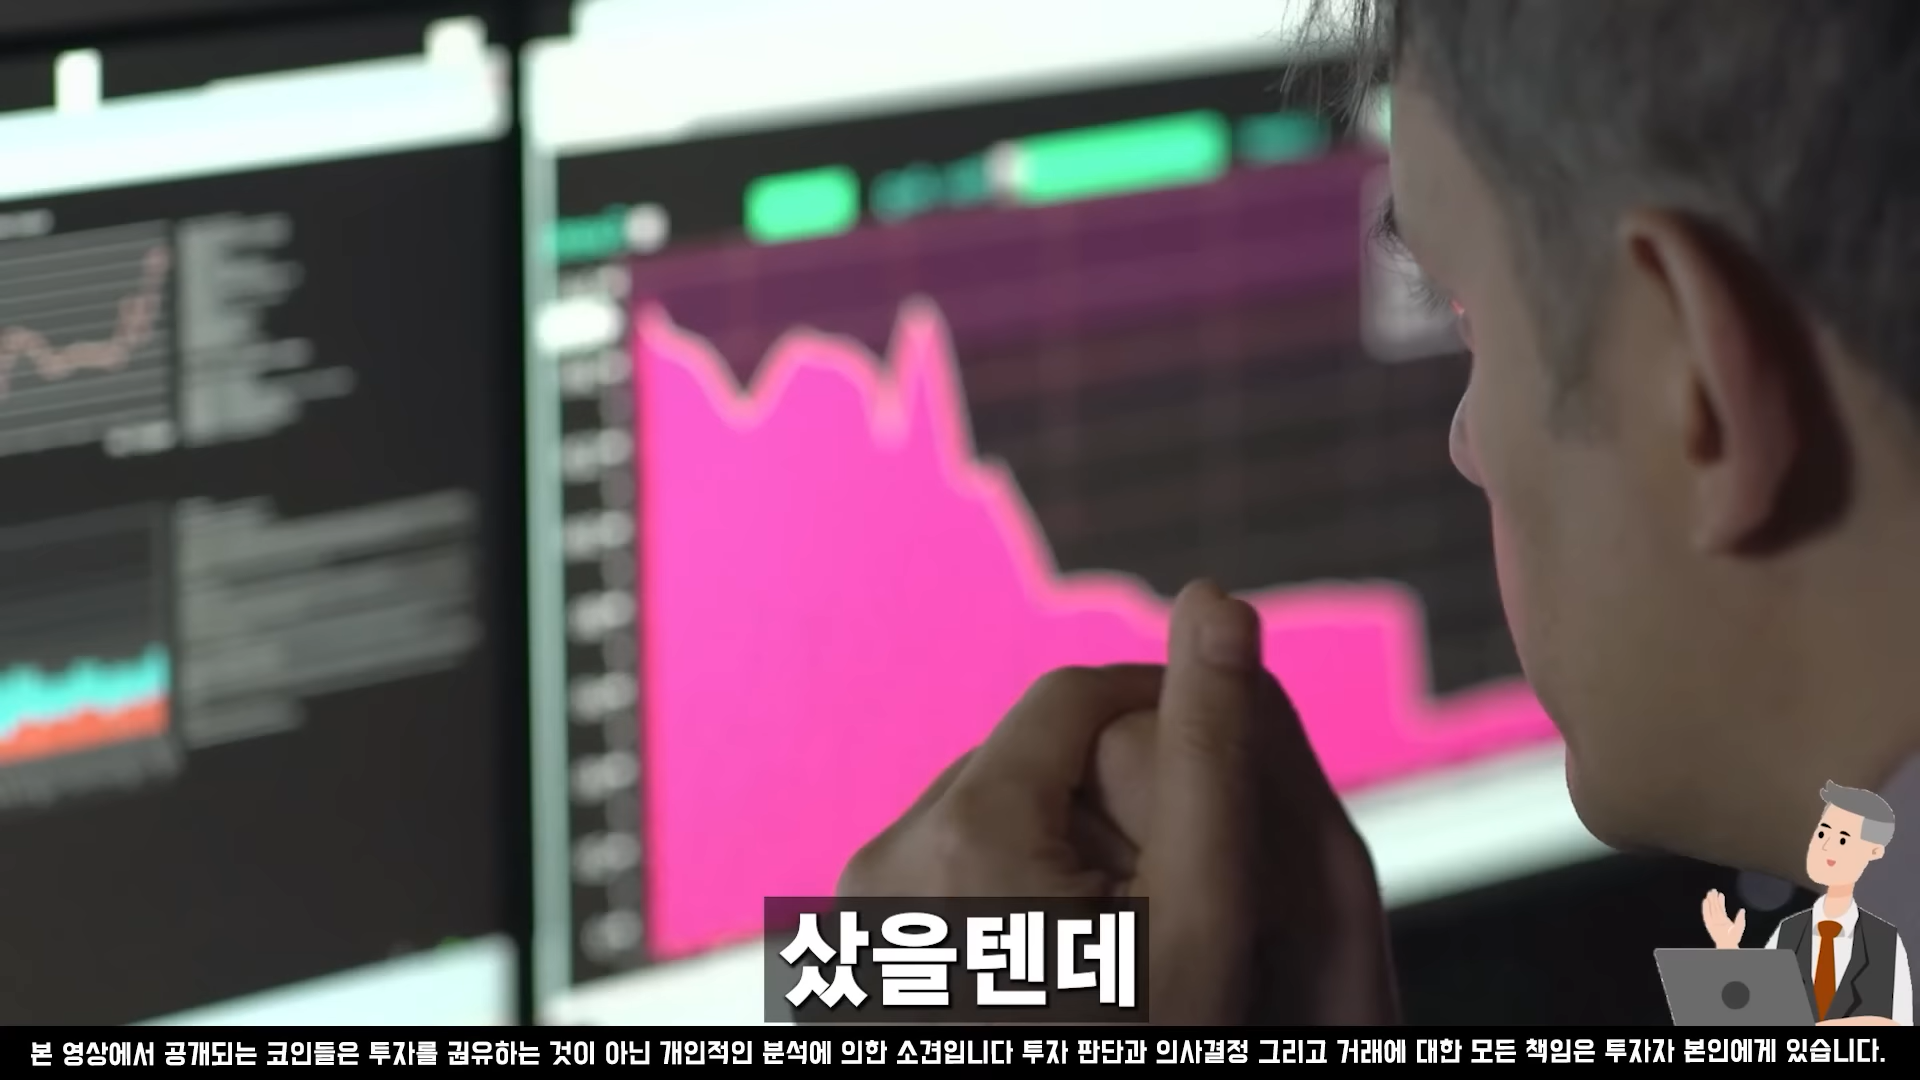 샀을텐데
본 영상에서 공개되는 코인들은 투자를 권유하는 것이 아닌 개인적인 분석에 의한 소견입니다 투자 판단과 의사결정 그리고 거래에 대한 모든 책임은 투자자 본인에게 있습니다.